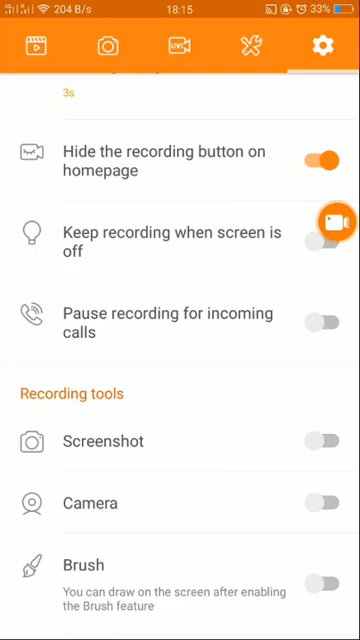 204 B/s 18:15 33%
LIVE
3s
Hide the recording button on
homepage
Keep recording when screen is
off
Pause recording for incoming
calls
Recording tools
Screenshot
Camera
Brush
You can draw on the screen after enabling
the Brush feature